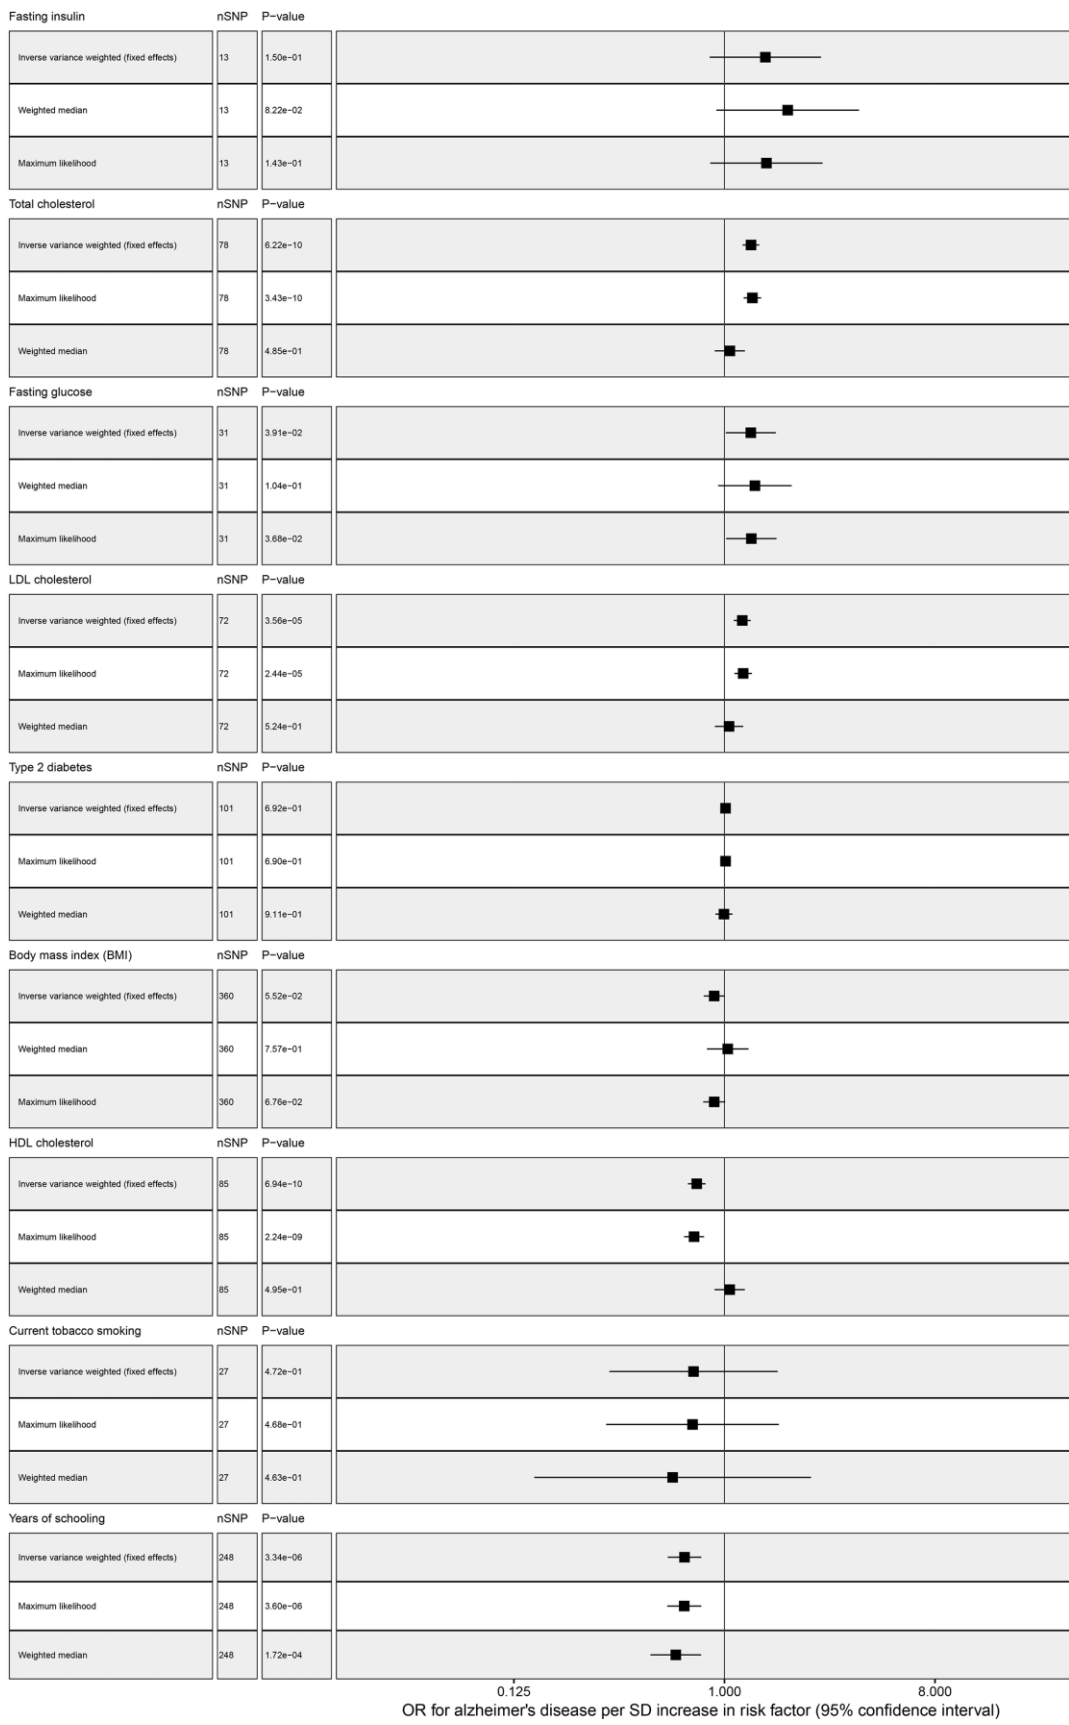 Fasting insulin nSNP P−value
Inverse variance weighted (fixed effects) 13 1.50e−01
Weighted median 13 8.22e−02
Maximum likelihood 13 1.43e−01
Total cholesterol nSNP P−value
Inverse variance weighted (fixed effects) 78 6.22e−10
Maximum likelihood 78 3.43e−10
Weighted median 78 4.85e−01
Fasting glucose nSNP P−value
Inverse variance weighted (fixed effects) 31 3.91e−02
Weighted median 31 1.04e−01
Maximum likelihood 31 3.68e−02
LDL cholesterol nSNP P−value
Inverse variance weighted (fixed effects) 72 3.56e−05
Maximum likelihood 72 2.44e−05
Weighted median 72 5.24e−01
Type 2 diabetes nSNP P−value
Inverse variance weighted (fixed effects) 101 6.92e−01
Maximum likelihood 101 6.90e−01
Weighted median 101 9.11e−01
Body mass index (BMI) nSNP P−value
Inverse variance weighted (fixed effects) 360 5.52e−02
Weighted median 360 7.57e−01
Maximum likelihood 360 6.76e−02
HDL cholesterol nSNP P−value
Inverse variance weighted (fixed effects) 85 6.94e−10
Maximum likelihood 85 2.24e−09
Weighted median 85 4.95e−01
Current tobacco smoking nSNP P−value
Inverse variance weighted (fixed effects) 27 4.72e−01
Maximum likelihood 27 4.68e−01
Weighted median 27 4.63e−01
Years of schooling nSNP P−value
Inverse variance weighted (fixed effects) 248 3.34e−06
Maximum likelihood 248 3.60e−06
Weighted median 248 1.72e−04
0.125 1.000 8.000
OR for alzheimer's disease per SD increase in risk factor (95% confidence interval)